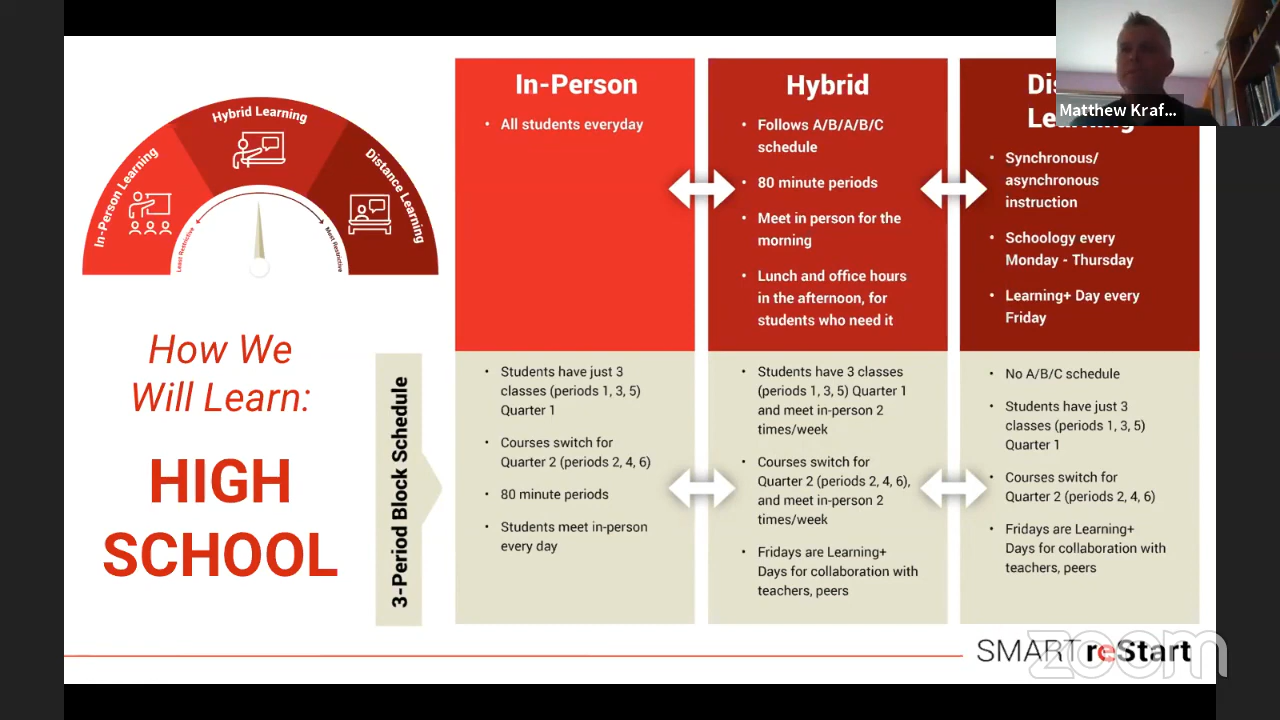 In-Person Learning
Hybrid Learning
Distance Learning
Least Restrictive
Most Restrictive
How We
Will Learn:
HIGH
SCHOOL
3-Period Block Schedule
In-Person
• All students everyday
• Students have just 3
classes (periods 1, 3, 5)
Quarter 1
• Courses switch for
Quarter 2 (periods 2, 4, 6)
• 80 minute periods
• Students meet in-person
every day
Hybrid
• Follows A/B/A/B/C
schedule
• 80 minute periods
• Meet in person for the
morning
• Lunch and office hours
in the afternoon, for
students who need it
• Students have 3 classes
(periods 1, 3, 5) Quarter 1
and meet in-person 2
times/week
• Courses switch for
Quarter 2 (periods 2, 4, 6),
and meet in-person 2
times/week
• Fridays are Learning+
Days for collaboration with
teachers, peers
Matthew Kraf...
Learning
• Synchronous/
asynchronous
instruction
• Schoology every
Monday - Thursday
• Learning+ Day every
Friday
• No A/B/C schedule
• Students have just 3
classes (periods 1, 3, 5)
Quarter 1
• Courses switch for
Quarter 2 (periods 2, 4, 6)
• Fridays are Learning+
Days for collaboration with
teachers, peers
SMART reStart
zoom